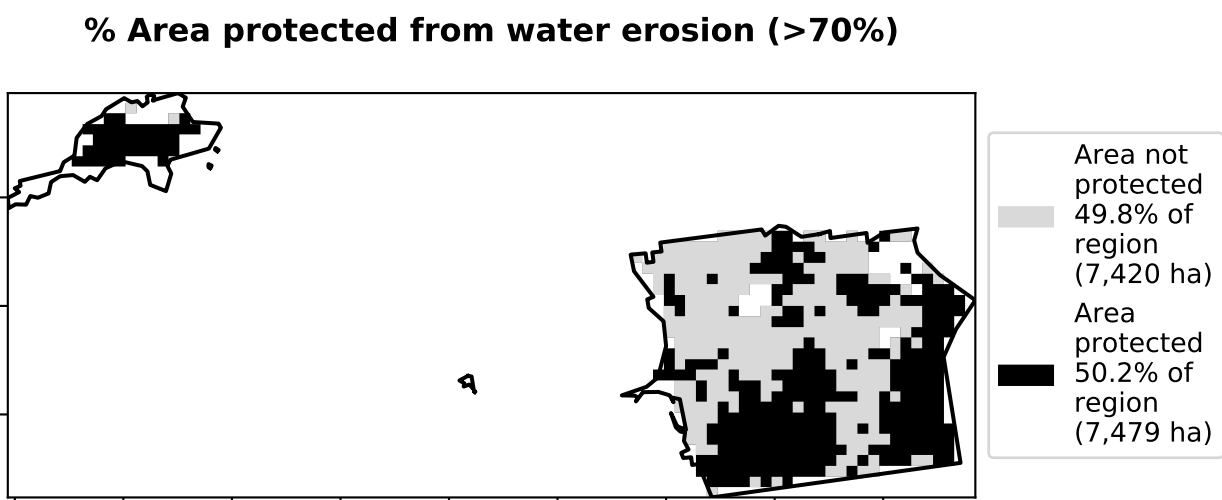 % Area protected from water erosion (>70%)
Area not
protected
49.8% of
region
(7,420 ha)
Area
protected
50.2% of
region
(7,479 ha)